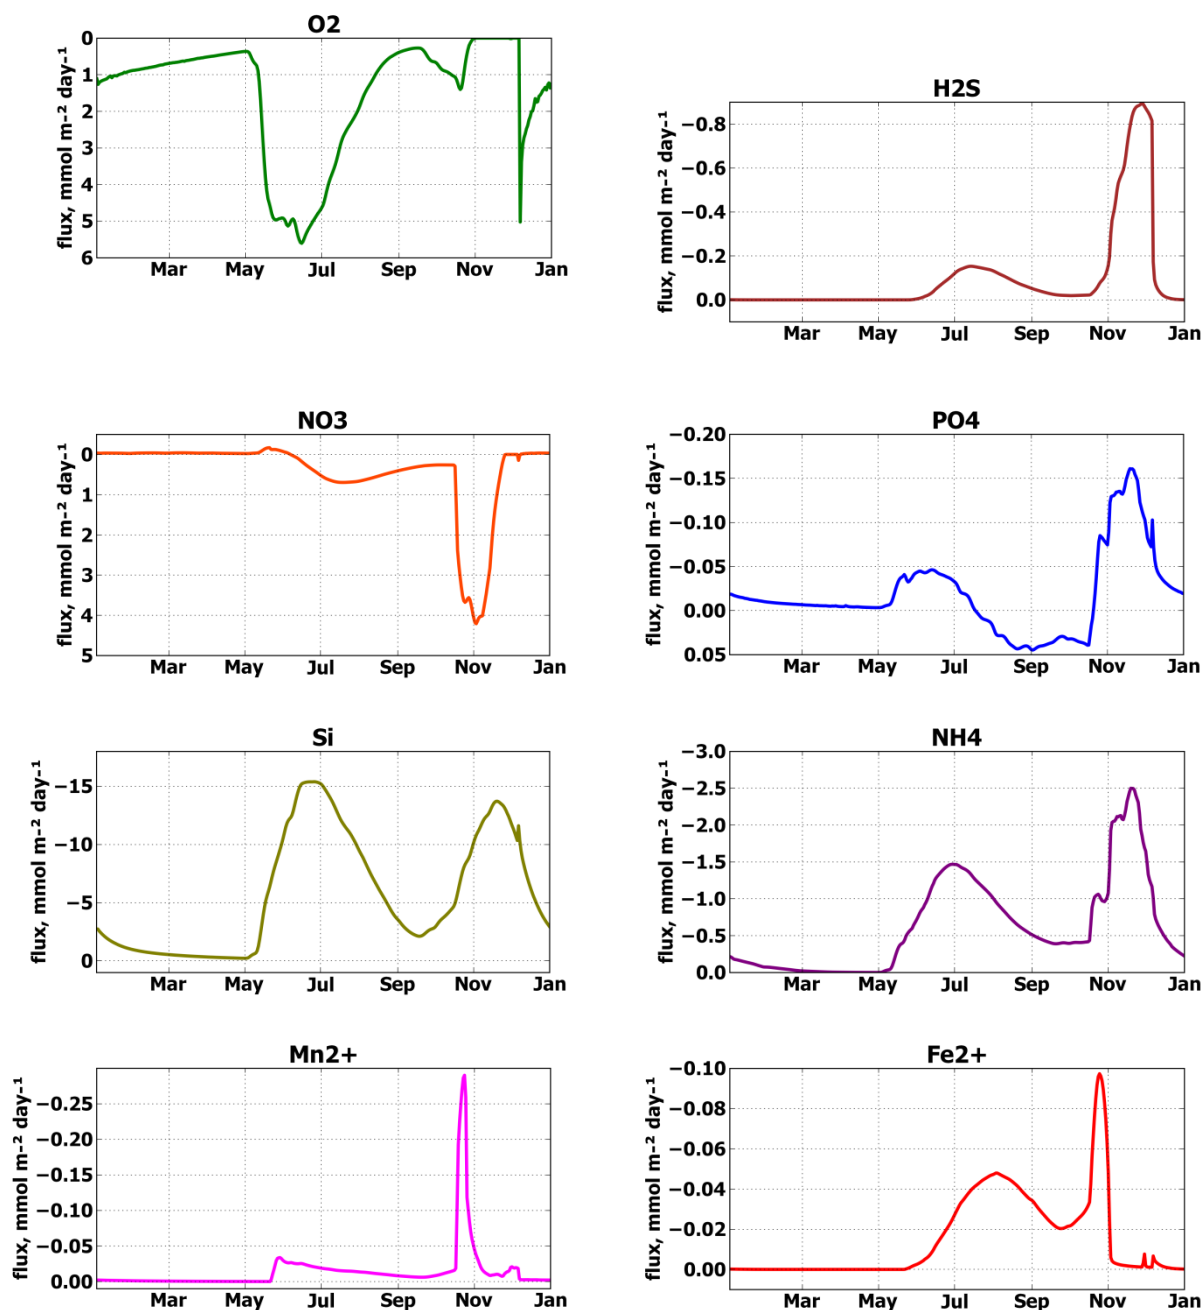 O2
flux, mmol m-² day-¹
0
1
2
3
4
5
6
Mar May Jul Sep Nov Jan
H2S
flux, mmol m-² day-¹
−0.8
−0.6
−0.4
−0.2
0.0
Mar May Jul Sep Nov Jan
NO3
flux, mmol m-² day-¹
0
1
2
3
4
5
Mar May Jul Sep Nov Jan
PO4
flux, mmol m-² day-¹
−0.20
−0.15
−0.10
−0.05
0.00
0.05
Mar May Jul Sep Nov Jan
Si
flux, mmol m-² day-¹
−15
−10
−5
0
Mar May Jul Sep Nov Jan
NH4
flux, mmol m-² day-¹
−3.0
−2.5
−2.0
−1.5
−1.0
−0.5
0.0
Mar May Jul Sep Nov Jan
Mn2+
flux, mmol m-² day-¹
−0.25
−0.20
−0.15
−0.10
−0.05
0.00
Mar May Jul Sep Nov Jan
Fe2+
flux, mmol m-² day-¹
−0.10
−0.08
−0.06
−0.04
−0.02
0.00
Mar May Jul Sep Nov Jan